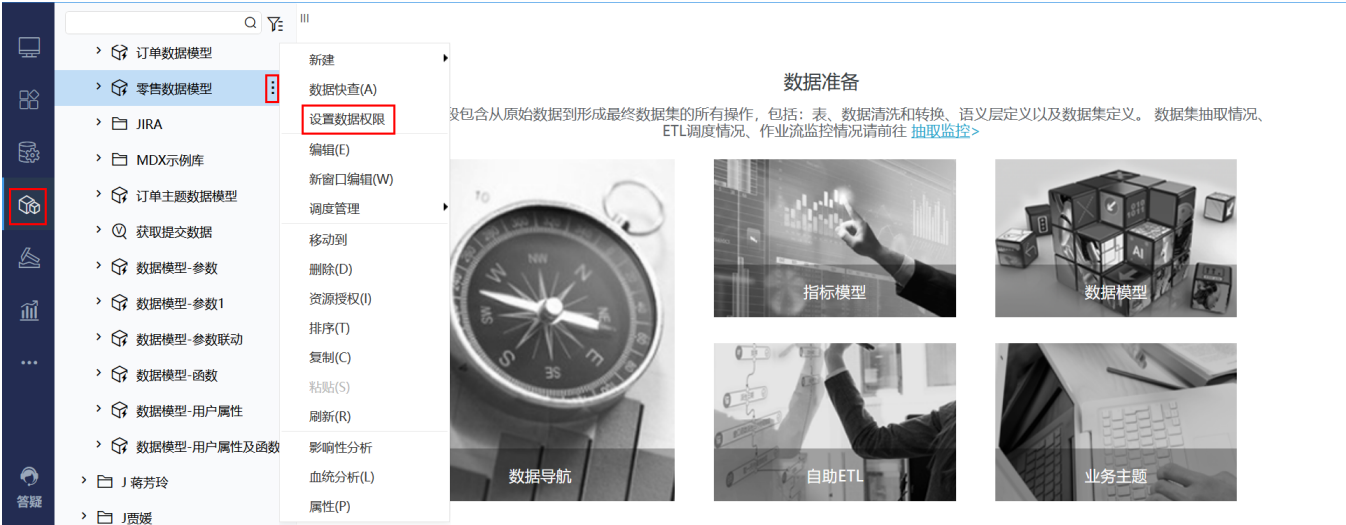 订单数据模型
零售数据模型
JIRA
MDX示例库
订单主题数据模型
获取提交数据
数据模型-参数
数据模型-参数1
数据模型-参数联动
数据模型-函数
数据模型-用户属性
数据模型-用户属性及函数
J 蒋芳玲
J贾媛
答疑
新建
数据快查(A)
设置数据权限
编辑(E)
新窗口编辑(W)
调度管理
移动到
删除(D)
资源授权(I)
排序(T)
复制(C)
粘贴(S)
刷新(R)
影响性分析
血统分析(L)
属性(P)
数据准备
包含从原始数据到形成最终数据集的所有操作，包括：表、数据清洗和转换、语义层定义以及数据集定义。 数据集抽取情况、
ETL调度情况、作业流监控情况请前往 抽取监控>
数据导航
指标模型
数据模型
自助ETL
业务主题